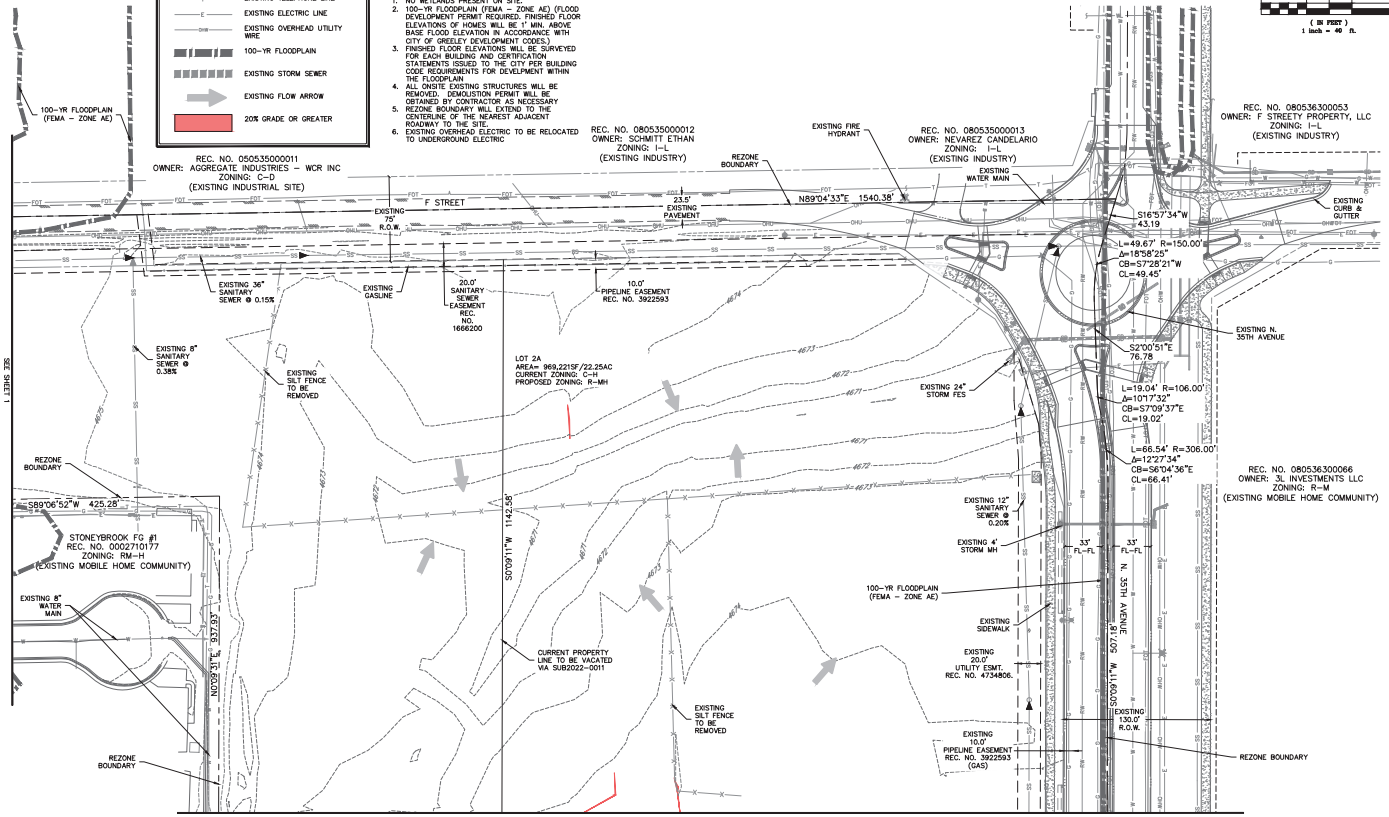 EXISTING ELECTRIC LINE
EXISTING OVERHEAD UTILITY
WIRE
100-YR FLOODPLAIN
EXISTING STORM SEWER
EXISTING FLOW ARROW
20% GRADE OR GREATER
1. NO WETLANDS PRESENT ON SITE.
2. 100-YR FLOODPLAIN (FEMA - ZONE AE) (FLOOD
DEVELOPMENT PERMIT REQUIRED. FINISHED FLOOR
ELEVATIONS OF HOMES WILL BE 1' MIN. ABOVE
BASE FLOOD ELEVATION IN ACCORDANCE WITH
CITY OF GREELEY DEVELOPMENT CODES.)
3. FINISHED FLOOR ELEVATIONS WILL BE SURVEYED
FOR EACH BUILDING AND CERTIFICATION
STATEMENTS ISSUED TO THE CITY PER BUILDING
CODE REQUIREMENTS FOR DEVELPMENT WITHIN
THE FLOODPLAIN
4. ALL ONSITE EXISTING STRUCTURES WILL BE
REMOVED. DEMOLISTION PERMIT WILL BE
OBTAINED BY CONTRACTOR AS NECESSARY
5. REZONE BOUNDARY WILL EXTEND TO THE
CENTERLINE OF THE NEAREST ADJACENT
ROADWAY TO THE SITE.
6. EXISTING OVERHEAD ELECTRIC TO BE RELOCATED
TO UNDERGROUND ELECTRIC
( IN FEET )
1 inch = 40 ft.
100-YR FLOODPLAIN
(FEMA - ZONE AE)
REC. NO. 050535000011
OWNER: AGGREGATE INDUSTRIES - WCR INC
ZONING: C-D
(EXISTING INDUSTRIAL SITE)
REC. NO. 080535000012
OWNER: SCHMITT ETHAN
ZONING: I-L
(EXISTING INDUSTRY)
REZONE
BOUNDARY
EXISTING FIRE
HYDRANT
REC. NO. 080535000013
OWNER: NEVAREZ CANDELARIO
ZONING: I-L
(EXISTING INDUSTRY)
EXISTING
WATER MAIN
REC. NO. 080536300053
OWNER: F STREETY PROPERTY, LLC
ZONING: I-L
(EXISTING INDUSTRY)
EXISTING
CURB &
GUTTER
F STREET
EXISTING
75'
R.O.W.
23.5'
EXISTING
PAVEMENT
N89°04'33"E 1540.38'
S16°57'34"W
43.19
L=49.67' R=150.00'
Δ=18°58'25"
CB=S7°28'21"W
CL=49.45'
EXISTING N.
35TH AVENUE
S2°00'51"E
76.78
L=19.04' R=106.00'
Δ=10°17'32"
CB=S7°09'37"E
CL=19.02'
L=66.54' R=306.00'
Δ=12°27'34"
CB=S6°04'36"E
CL=66.41'
REC. NO. 080536300066
OWNER: 3L INVESTMENTS LLC
ZONING: R-M
(EXISTING MOBILE HOME COMMUNITY)
EXISTING 36"
SANITARY
SEWER @ 0.15%
EXISTING
GASLINE
20.0'
SANITARY
SEWER
EASEMENT
REC.
NO.
1666200
10.0'
PIPELINE EASEMENT
REC. NO. 3922593
EXISTING 8"
SANITARY
SEWER @
0.38%
SEE SHEET 1
EXISTING
SILT FENCE
TO BE
REMOVED
LOT 2A
AREA= 969,221SF/22.25AC
CURRENT ZONING: C-H
PROPOSED ZONING: R-MH
EXISTING 24"
STORM FES
4674
4673
4672
4671
4672
4673
4675
4674
4673
4671
4672
4673
4674
REZONE
BOUNDARY
S89°06'52"W 425.28'
STONEYBROOK FG #1
REC. NO. 0002710177
ZONING: RM-H
(EXISTING MOBILE HOME COMMUNITY)
EXISTING 8"
WATER
MAIN
N0°09'31"E 937.93'
S0°09'11"W 1142.58'
EXISTING 12"
SANITARY
SEWER @
0.20%
EXISTING 4'
STORM MH
33'
FL-FL
33'
FL-FL
N. 35TH AVENUE
100-YR FLOODPLAIN
(FEMA - ZONE AE)
EXISTING
SIDEWALK
EXISTING
20.0'
UTILITY ESMT.
REC. NO. 4734806.
S0°09'11"W 507.18'
CURRENT PROPERTY
LINE TO BE VACATED
VIA SUB2022-0011
EXISTING
SILT FENCE
TO BE
REMOVED
EXISTING
130.0'
R.O.W.
EXISTING
10.0'
PIPELINE EASEMENT
REC. NO. 3922593
(GAS)
REZONE BOUNDARY
REZONE
BOUNDARY